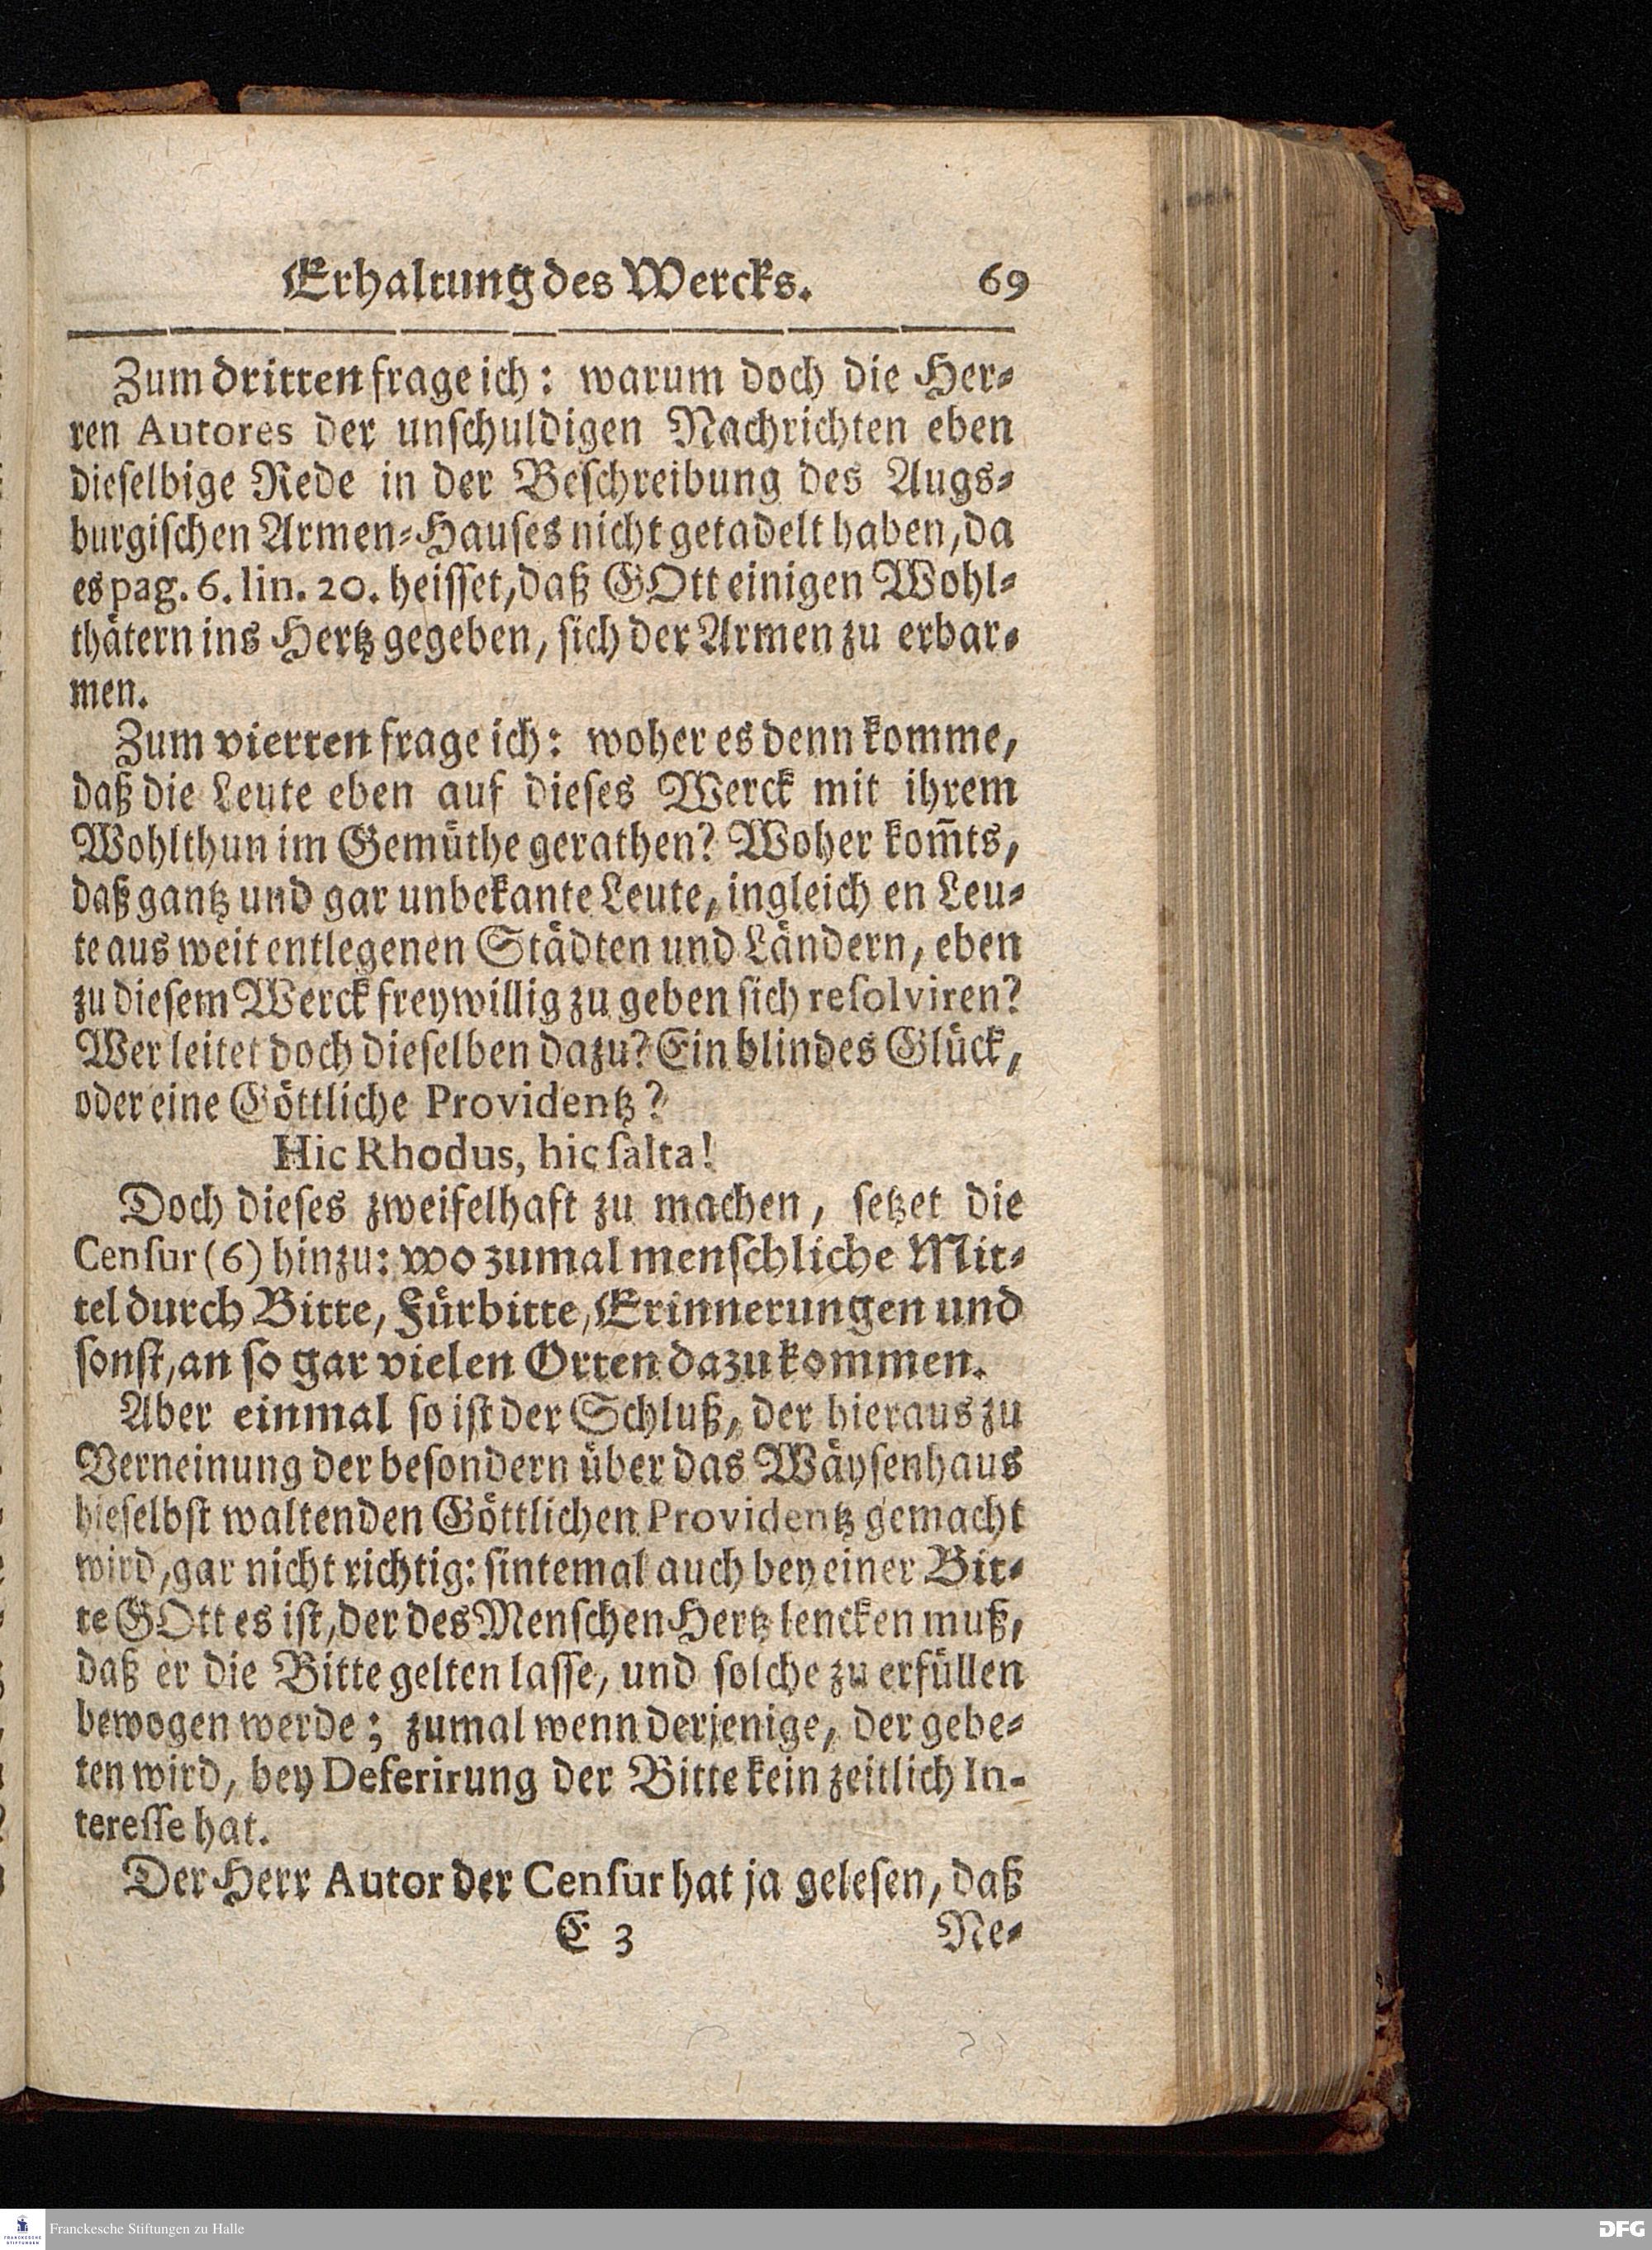 Erhaltung des Wercks. 69
Zum dritten frage ich: warum doch die Her-
ren Autores der unschuldigen Nachrichten eben
dieselbige Rede in der Beschreibung des Augs-
burgischen Armen-Hauses nicht getadelt haben, da
es pag. 6. lin. 20. heisset, daß GOtt einigen Wohl-
thätern ins Hertz gegeben, sich der Armen zu erbar-
men.
Zum vierten frage ich: woher es denn komme,
daß die Leute eben auf dieses Werck mit ihrem
Wohlthun im Gemüthe gerathen? Woher kom̃ts,
daß gantz und gar unbekante Leute, ingleich en Leu-
te aus weit entlegenen Städten und Ländern, eben
zu diesem Werck freywillig zu geben sich resolviren?
Wer leitet doch dieselben dazu? Ein blindes Glück,
oder eine Göttliche Providentz?
Hic Rhodus, hic salta!
Doch dieses zweifelhaft zu machen, setzet die
Censur (6) hinzu: wo zumal menschliche Mit-
tel durch Bitte, Fürbitte, Erinnerungen und
sonst, an so gar vielen Orten dazu kommen.
Aber einmal so ist der Schluß, der hieraus zu
Verneinung der besondern über das Wäysenhaus
hieselbst waltenden Göttlichen Providentz gemacht
wird, gar nicht richtig: sintemal auch bey einer Bit-
te GOtt es ist, der des Menschen Hertz lencken muß,
daß er die Bitte gelten lasse, und solche zu erfüllen
bewogen werde; zumal wenn derjenige, der gebe-
ten wird, bey Deferirung der Bitte kein zeitlich In-
teresse hat.
Der Herr Autor der Censur hat ja gelesen, daß
E 3 Ne-
FRANCKESCHE STIFTUNGEN
Franckesche Stiftungen zu Halle
DFG